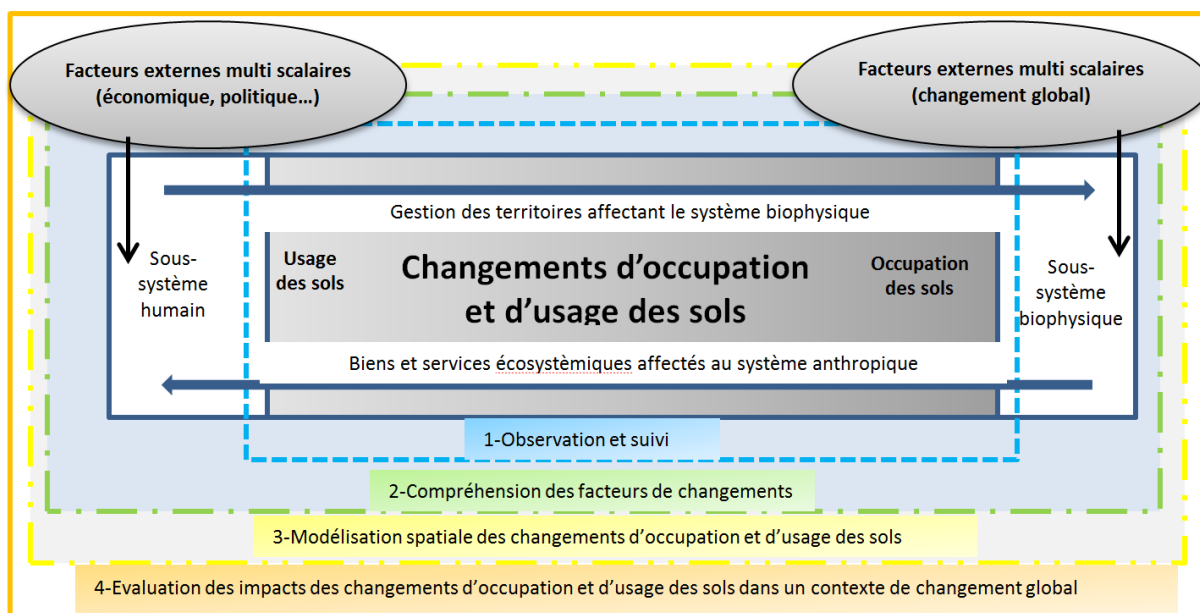 Facteurs externes multi scalaires
(économique, politique…)
Facteurs externes multi scalaires
(changement global)
Gestion des territoires affectant le système biophysique
Sous-
système
humain
Usage
des sols
Changements d’occupation
et d’usage des sols
Occupation
des sols
Sous-
système
biophysique
Biens et services écosystèmiques affectés au système anthropique
1-Observation et suivi
2-Compréhension des facteurs de changements
3-Modélisation spatiale des changements d’occupation et d’usage des sols
4-Evaluation des impacts des changements d’occupation et d’usage des sols dans un contexte de changement global